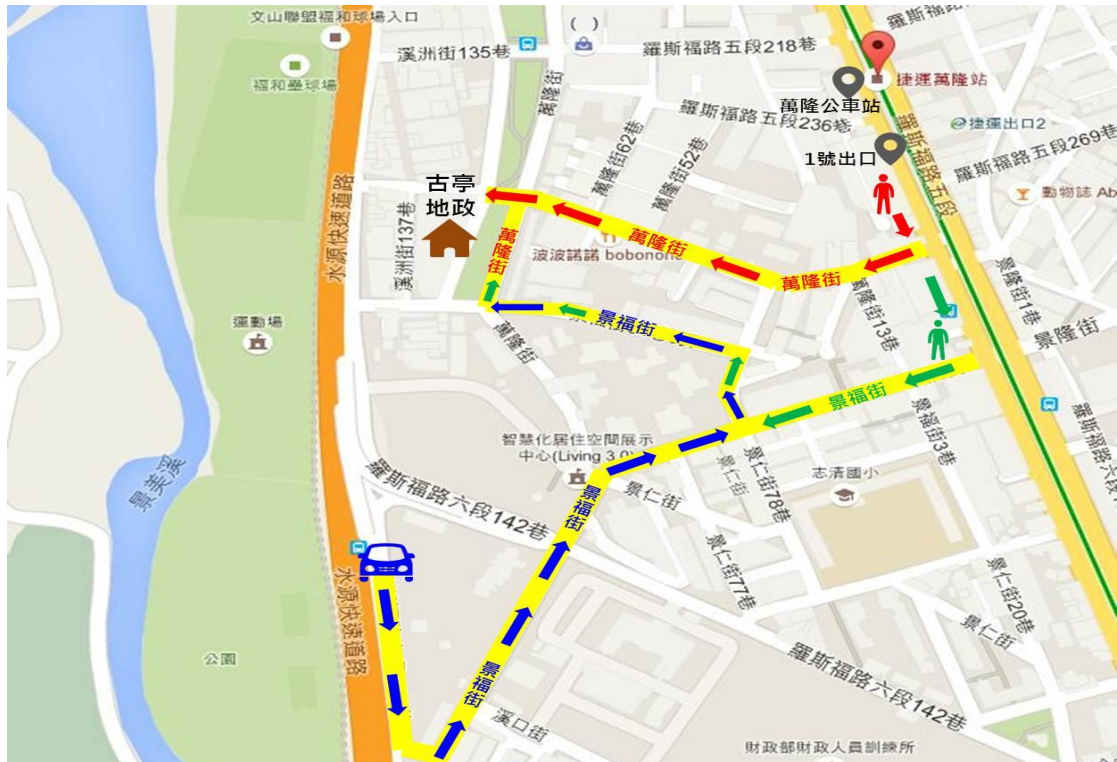 文山聯盟福和球場入口
( )
溪洲街135巷
羅斯福路五段218巷
福和壘球場
萬隆街
捷運萬隆站
萬隆公車站
羅斯福路五段236巷
捷運出口2
羅斯福路五段269巷
1號出口
羅斯福路五段
萬隆街62巷
萬隆街52巷
動物誌 Ab
古亭
地政
溪洲街137巷
水源快速道路
萬隆街
萬隆街
波波諾諾 bobonono
萬隆街
萬隆街13巷
景隆街1巷
景隆街
運動場
景福街
萬隆街
景福街
景福街3巷
智慧化居住空間展示
中心(Living 3.0)
景仁街
景仁街
景仁街78巷
志清國小
羅斯福路六段142巷
景福街
景美溪
景仁街77巷
景仁街20巷
景仁街
水源快速道路
公園
景福街
溪口街
羅斯福路六段142巷
財政部財政人員訓練所